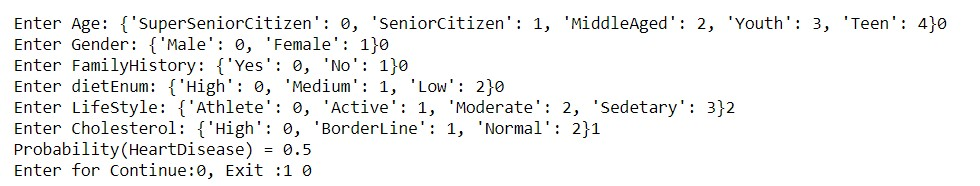 Enter Age: {'SuperSeniorCitizen': 0, 'SeniorCitizen': 1, 'MiddleAged': 2, 'Youth': 3, 'Teen': 4}0
Enter Gender: {'Male': 0, 'Female': 1}0
Enter FamilyHistory: {'Yes': 0, 'No': 1}0
Enter dietEnum: {'High': 0, 'Medium': 1, 'Low': 2}0
Enter LifeStyle: {'Athlete': 0, 'Active': 1, 'Moderate': 2, 'Sedetary': 3}2
Enter Cholesterol: {'High': 0, 'BorderLine': 1, 'Normal': 2}1
Probability(HeartDisease) = 0.5
Enter for Continue:0, Exit :1 0